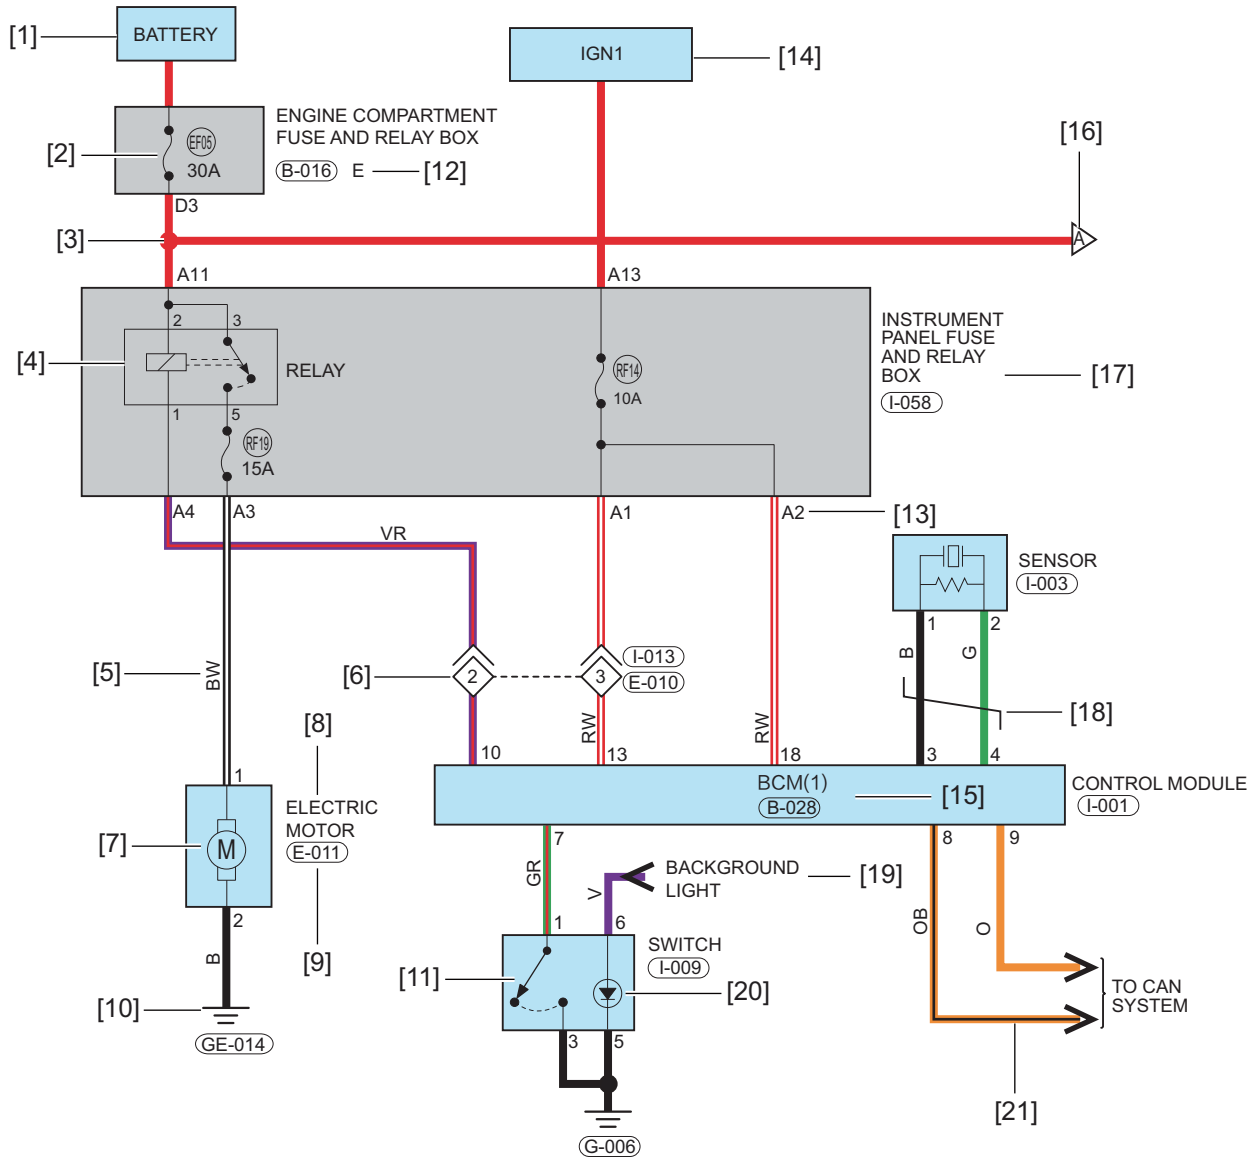 [1]
BATTERY
IGN1
[14]
ENGINE COMPARTMENT
FUSE AND RELAY BOX
[2]
EF05
30A
B-016 E
[12]
[16]
D3
[3]
A
A11
A13
2
3
[4]
RELAY
1
5
RF19
15A
RF14
10A
INSTRUMENT
PANEL FUSE
AND RELAY
BOX
I-058
[17]
A4
A3
A1
A2
[13]
VR
SENSOR
I-003
1
2
B
G
[5]
BW
[6]
2
3
I-013
E-010
RW
RW
[18]
[8]
10
13
18
3
4
1
BCM(1)
B-028
[15]
CONTROL MODULE
I-001
ELECTRIC
MOTOR
E-011
[7]
M
7
8
9
GR
V
BACKGROUND
LIGHT
[19]
2
B
1
6
OB
O
[9]
SWITCH
I-009
[11]
[20]
[10]
GE-014
TO CAN
SYSTEM
3
5
[21]
G-006